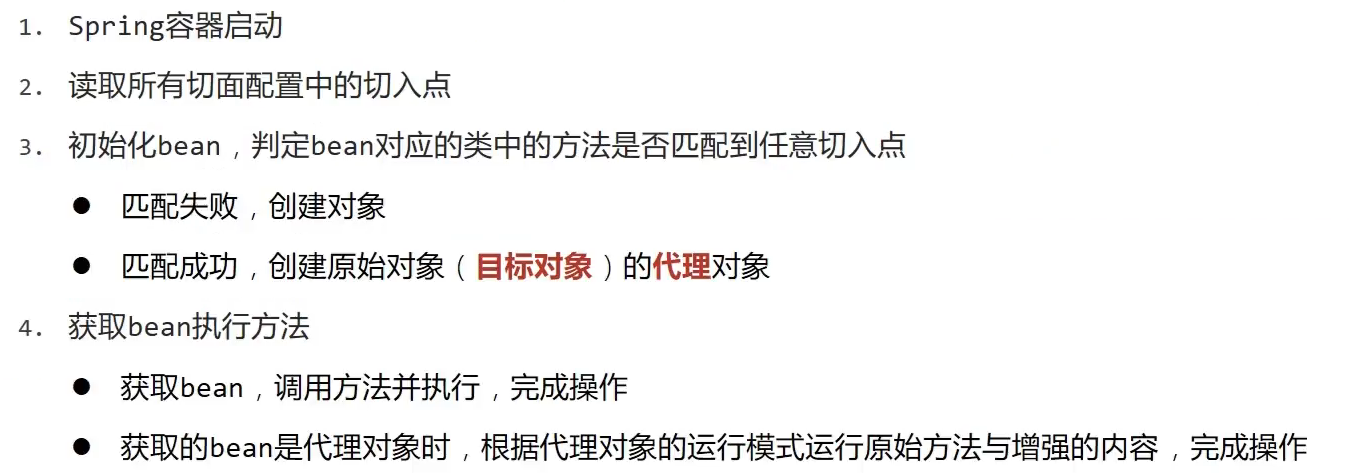 1. Spring容器启动
2. 读取所有切面配置中的切入点
3. 初始化bean，判定bean对应的类中的方法是否匹配到任意切入点
● 匹配失败，创建对象
● 匹配成功，创建原始对象（目标对象）的代理对象
4. 获取bean执行方法
● 获取bean，调用方法并执行，完成操作
● 获取的bean是代理对象时，根据代理对象的运行模式运行原始方法与增强的内容，完成操作